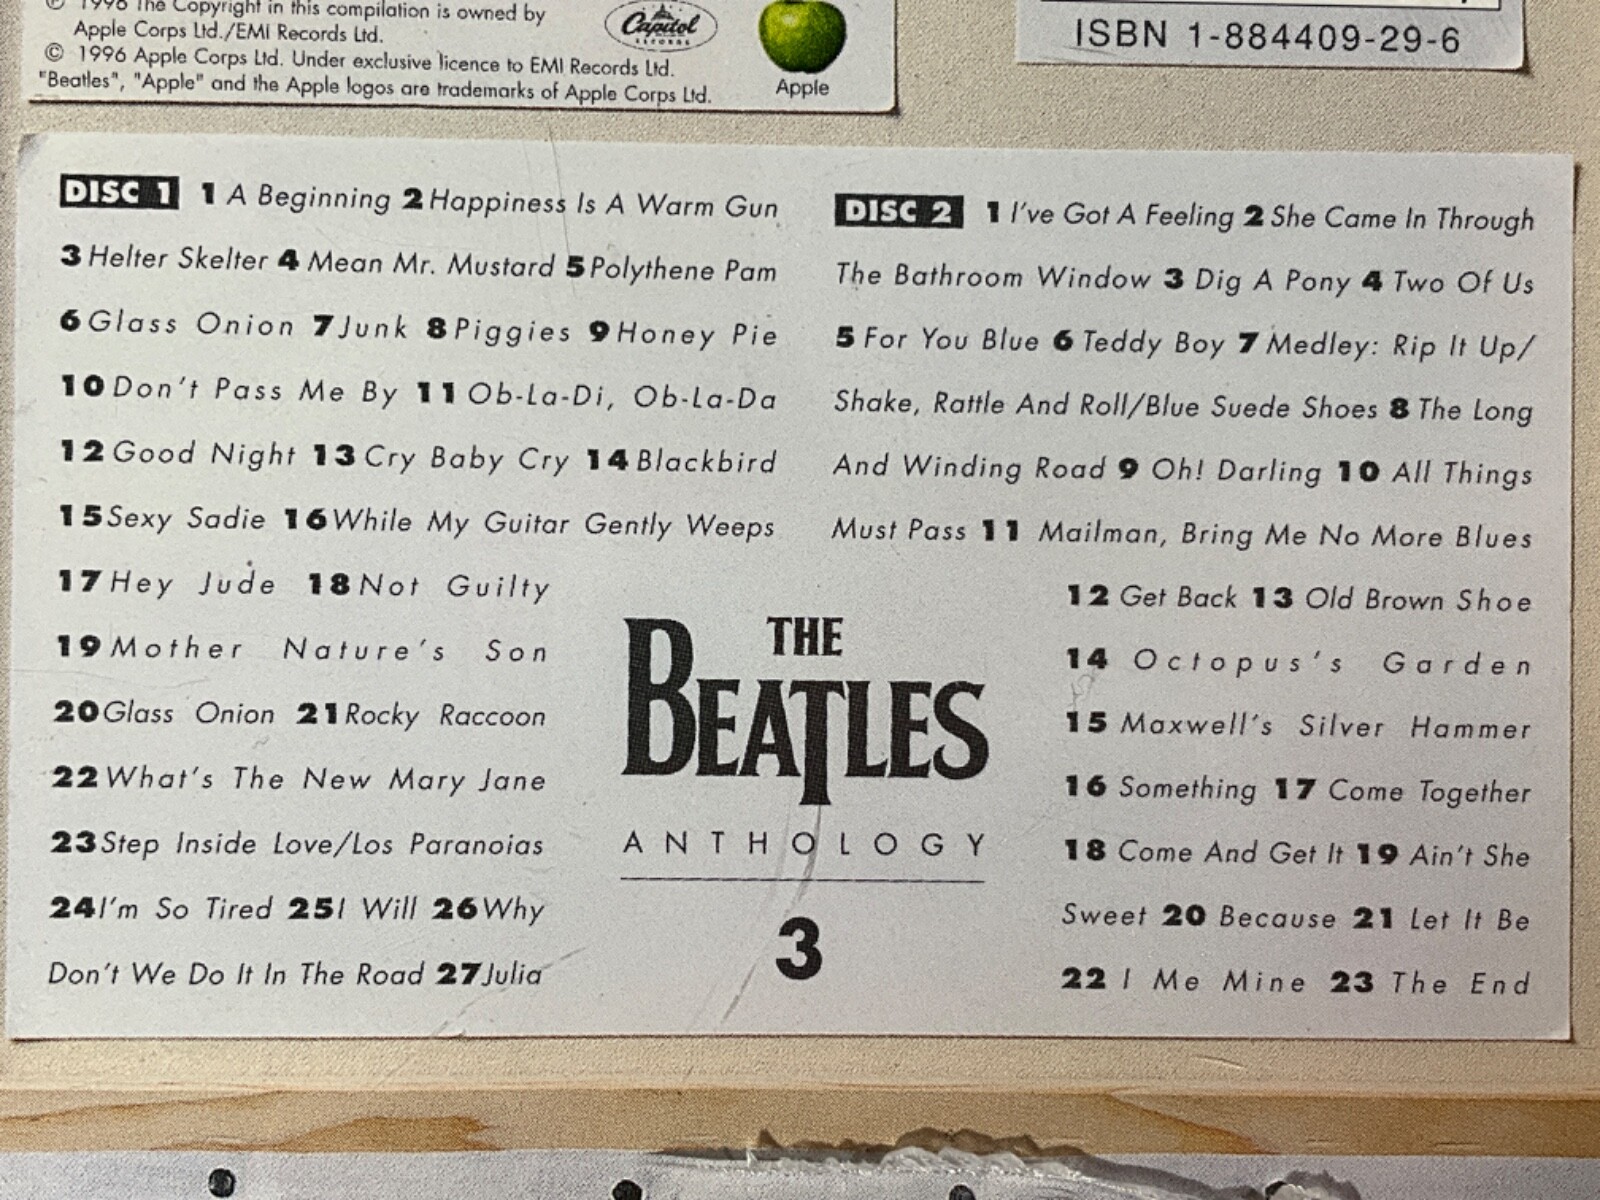 ℗ 1996 The Copyright in this compilation is owned by
Apple Corps Ltd./EMI Records Ltd.
© 1996 Apple Corps Ltd. Under exclusive licence to EMI Records Ltd.
"Beatles", "Apple" and the Apple logos are trademarks of Apple Corps Ltd.
Capitol
RECORDS
Apple
ISBN 1-884409-29-6
DISC 1 1 A Beginning 2 Happiness Is A Warm Gun
3 Helter Skelter 4 Mean Mr. Mustard 5 Polythene Pam
6 Glass Onion 7 Junk 8 Piggies 9 Honey Pie
10 Don't Pass Me By 11 Ob-La-Di, Ob-La-Da
12 Good Night 13 Cry Baby Cry 14 Blackbird
15 Sexy Sadie 16 While My Guitar Gently Weeps
17 Hey Jude 18 Not Guilty
19 Mother Nature's Son
20 Glass Onion 21 Rocky Raccoon
22 What's The New Mary Jane
23 Step Inside Love/Los Paranoias
24 I'm So Tired 25 I Will 26 Why
Don't We Do It In The Road 27 Julia
THE
BEATLES
ANTHOLOGY
3
DISC 2 1 I've Got A Feeling 2 She Came In Through
The Bathroom Window 3 Dig A Pony 4 Two Of Us
5 For You Blue 6 Teddy Boy 7 Medley: Rip It Up/
Shake, Rattle And Roll/Blue Suede Shoes 8 The Long
And Winding Road 9 Oh! Darling 10 All Things
Must Pass 11 Mailman, Bring Me No More Blues
12 Get Back 13 Old Brown Shoe
14 Octopus's Garden
15 Maxwell's Silver Hammer
16 Something 17 Come Together
18 Come And Get It 19 Ain't She
Sweet 20 Because 21 Let It Be
22 I Me Mine 23 The End